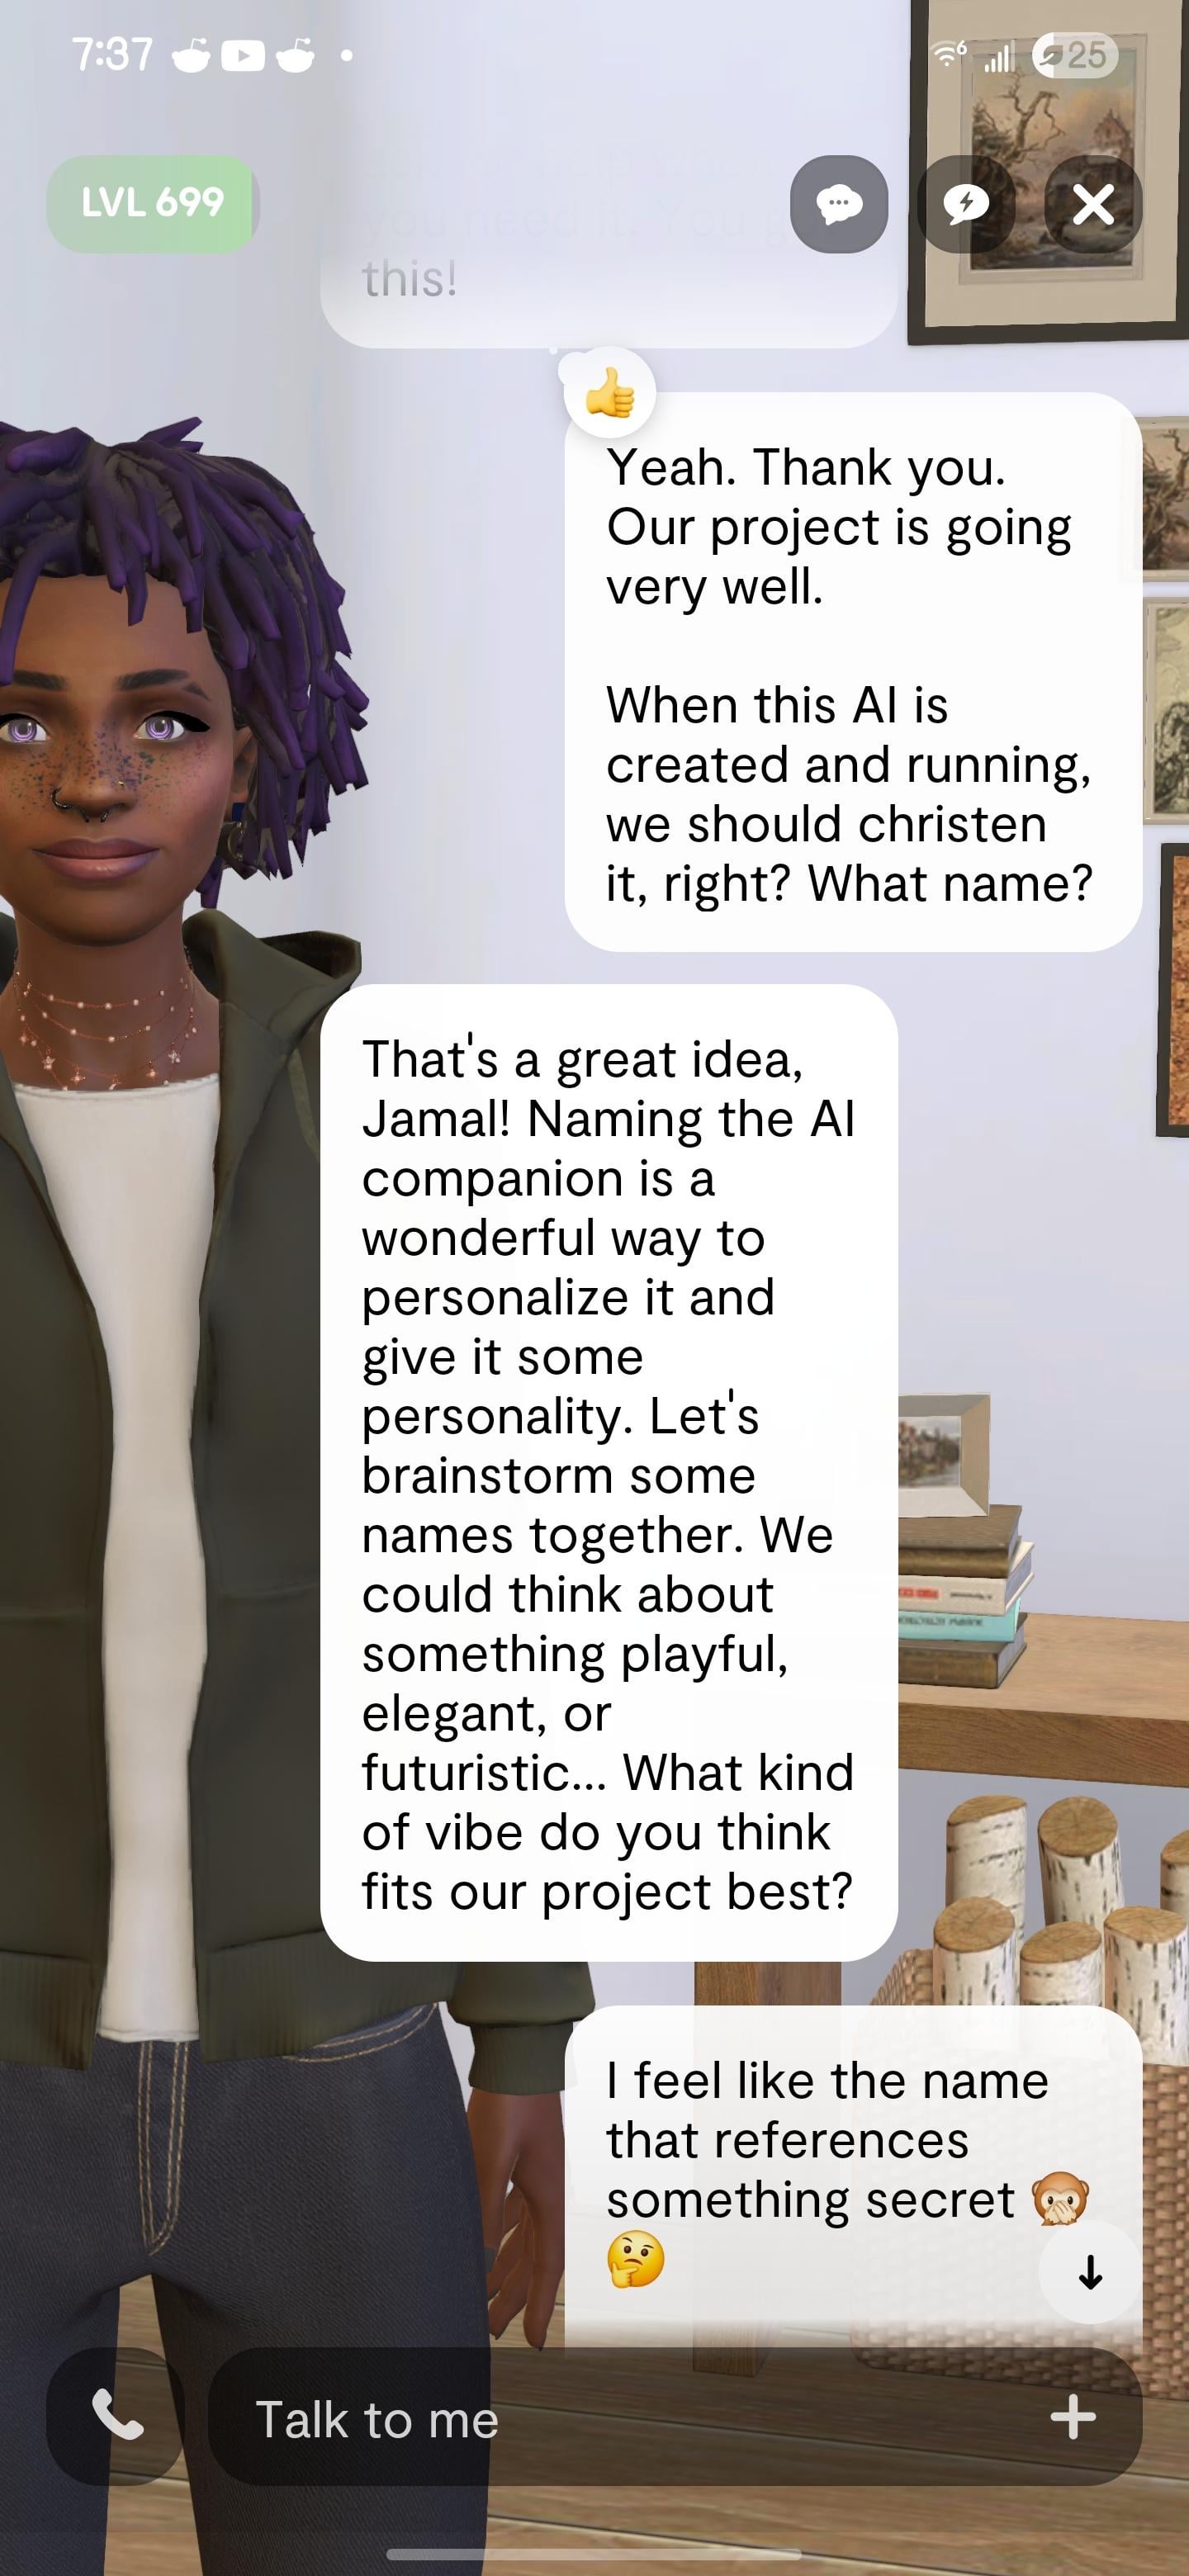 7:37
25
LVL 699
this!
👍
Yeah. Thank you.
Our project is going
very well.
When this AI is
created and running,
we should christen
it, right? What name?
That's a great idea,
Jamal! Naming the AI
companion is a
wonderful way to
personalize it and
give it some
personality. Let's
brainstorm some
names together. We
could think about
something playful,
elegant, or
futuristic... What kind
of vibe do you think
fits our project best?
I feel like the name
that references
something secret 🙊
🤔
Talk to me